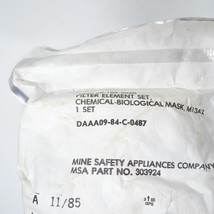 FILTER ELEMENT SET,
CHEMICAL-BIOLOGICAL MASK, M13A2
1 SET
DAAA09-84-C-0487
MINE SAFETY APPLIANCES COMPANY
MSA PART NO. 303924
A 11/85